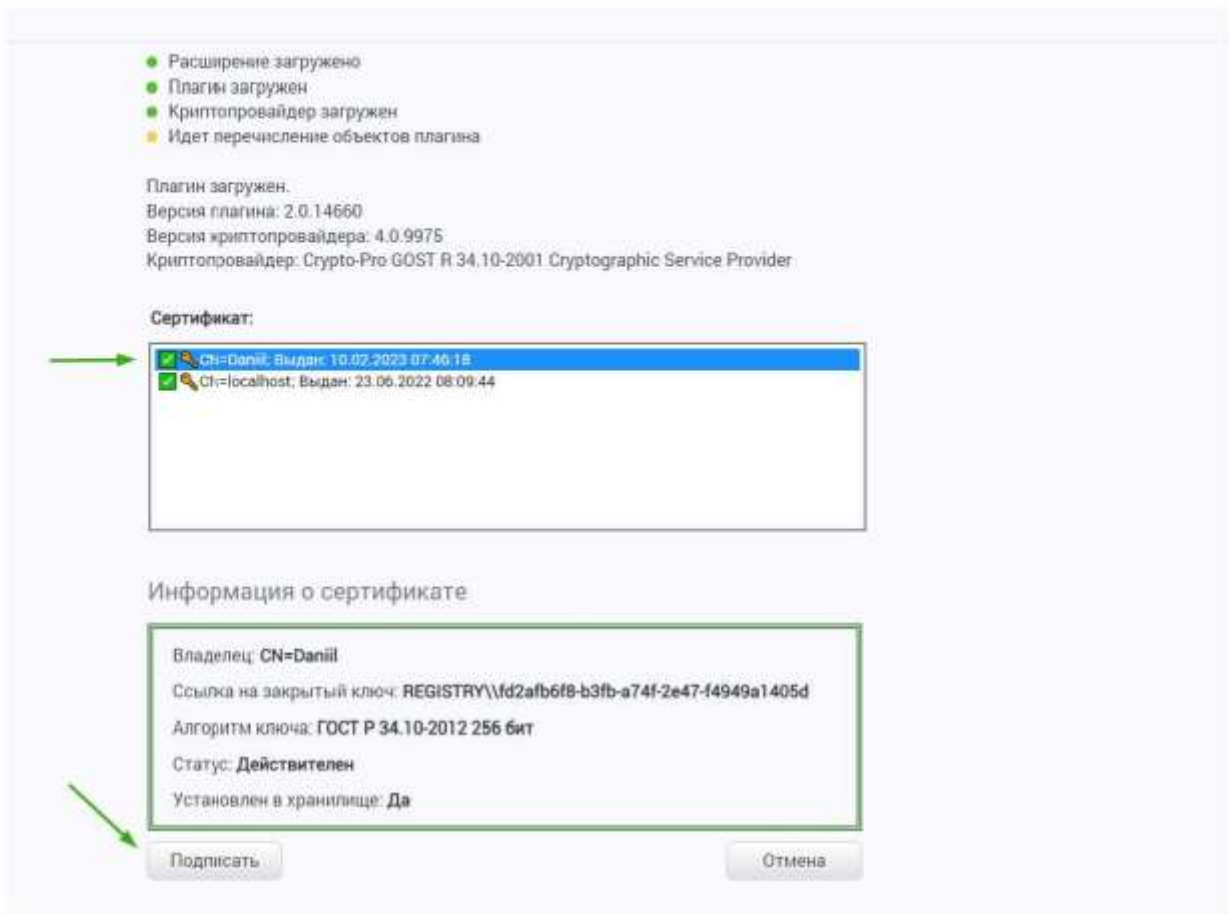 Расширение загружено
Плагин загружен
Криптопровайдер загружен
Идет перечисление объектов плагина
Плагин загружен.
Версия плагина: 2.0.14660
Версия криптопровайдера: 4.0.9975
Криптопровайдер: Crypto-Pro GOST R 34.10-2001 Cryptographic Service Provider
Сертификат:
CN=Daniil; Выдан: 10.02.2023 07:46:18
CN=localhost; Выдан: 23.06.2022 08:09:44
Информация о сертификате
Владелец: CN=Daniil
Ссылка на закрытый ключ: REGISTRY\\fd2afb6f8-b3fb-a74f-2e47-f4949a1405d
Алгоритм ключа: ГОСТ Р 34.10-2012 256 бит
Статус: Действителен
Установлен в хранилище: Да
Подписать Отмена